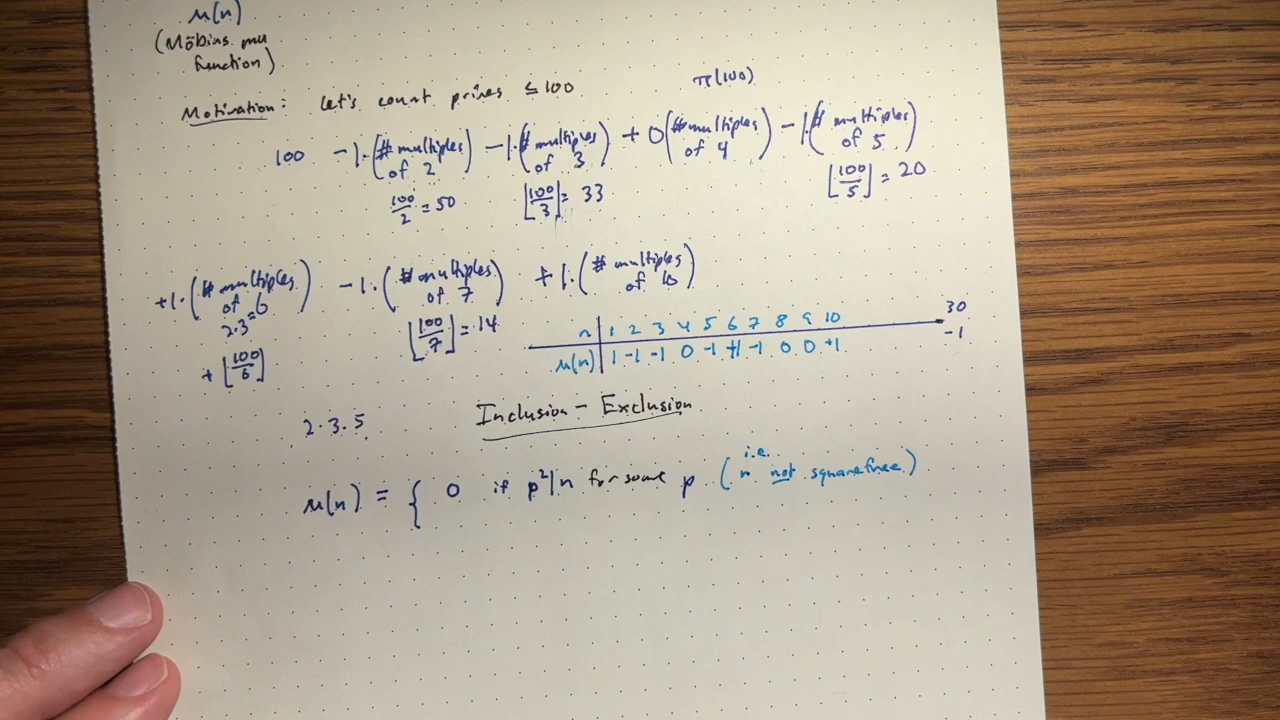 μ(n)
(Möbius mu
function)
Motivation: Let's count primes ≤ 100 π(100)
100 - 1·(# multiples of 2) - 1·(# multiples of 3) + 0(# multiples of 4) - 1·(# multiples of 5)
100/2 = 50 ⌊100/3⌋ = 33 ⌊100/5⌋ = 20
+1·(# multiples of 6) - 1·(# multiples of 7) + 1·(# multiples of 10)
2·3=6
+ ⌊100/6⌋ ⌊100/7⌋ = 14
n | 1 2 3 4 5 6 7 8 9 10 30
μ(n) | 1 -1 -1 0 -1 +1 -1 0 0 +1 -1
2·3·5 Inclusion - Exclusion
μ(n) = { 0 if p²|n for some p (i.e. n not squarefree)